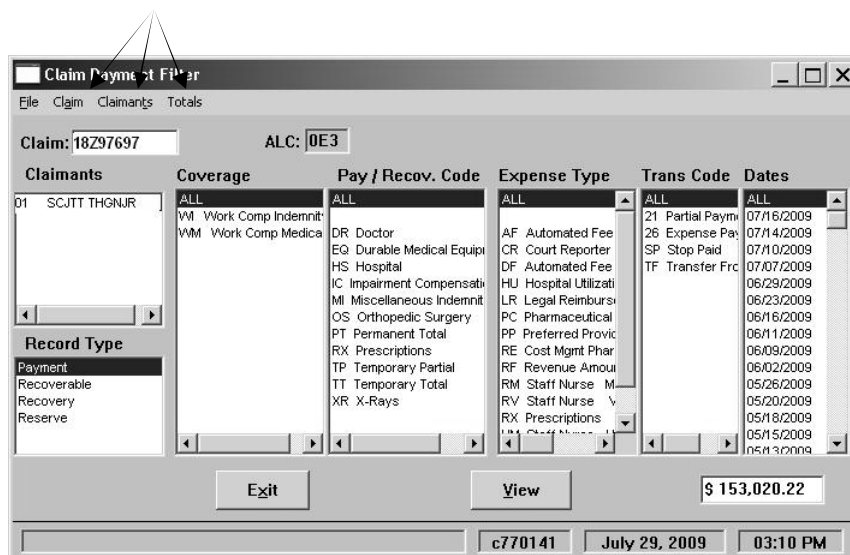 Claim Payment Filter
File Claim Claimants Totals
Claim: 18Z97697 ALC: 0E3
Claimants
01 SCJTT THGNJR
Record Type
Payment
Recoverable
Recovery
Reserve
Coverage
ALL
WI Work Comp Indemnit
WM Work Comp Medica
Pay / Recov. Code
ALL
DR Doctor
EQ Durable Medical Equip
HS Hospital
IC Impairment Compensati
MI Miscellaneous Indemnit
OS Orthopedic Surgery
PT Permanent Total
RX Prescriptions
TP Temporary Partial
TT Temporary Total
XR X-Rays
Expense Type
ALL
AF Automated Fee
CR Court Reporter
DF Automated Fee
HU Hospital Utilizati
LR Legal Reimburs
PC Pharmaceutical
PP Preferred Provic
RE Cost Mgmt Phar
RF Revenue Amou
RM Staff Nurse M
RV Staff Nurse V
RX Prescriptions
Trans Code
ALL
21 Partial Paym
26 Expense Pay
SP Stop Paid
TF Transfer Frc
Dates
ALL
07/16/2009
07/14/2009
07/10/2009
07/07/2009
06/29/2009
06/23/2009
06/16/2009
06/11/2009
06/09/2009
06/02/2009
05/26/2009
05/20/2009
05/18/2009
05/15/2009
05/13/2009
Exit View $ 153,020.22
c770141 July 29, 2009 03:10 PM